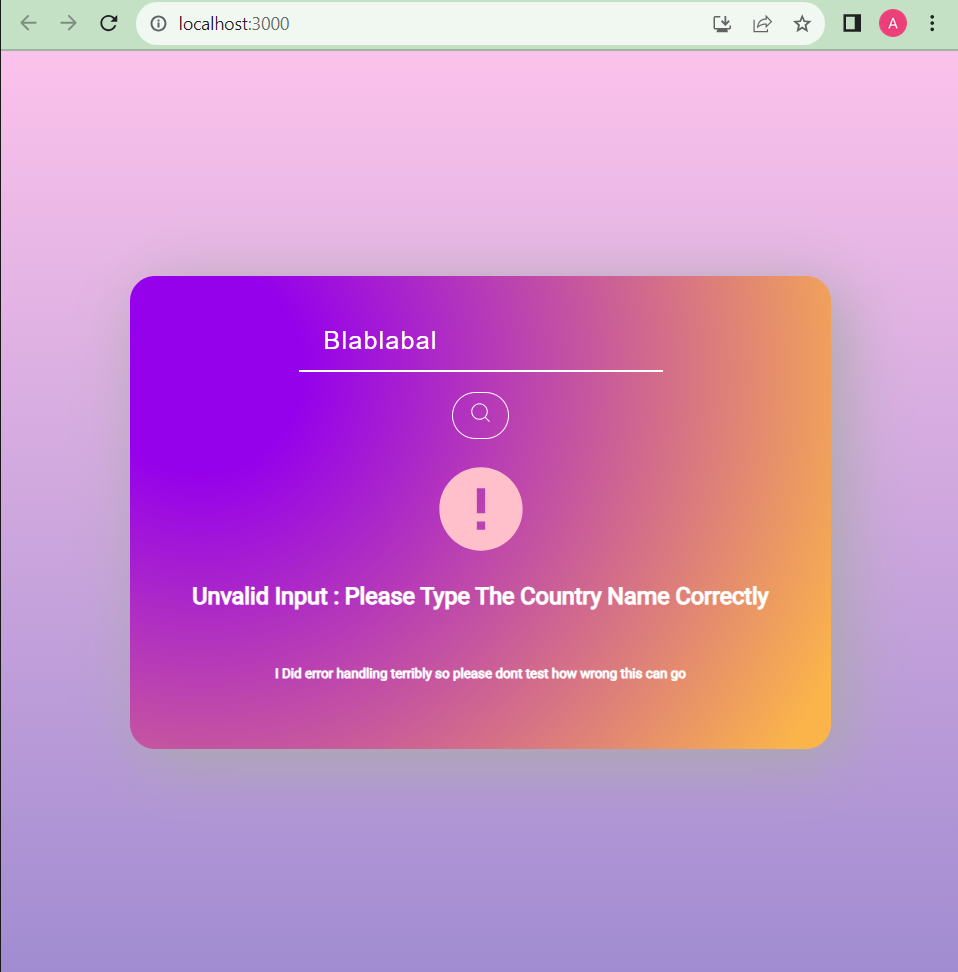 localhost:3000
A
Blablabal
!
Unvalid Input : Please Type The Country Name Correctly
I Did error handling terribly so please dont test how wrong this can go